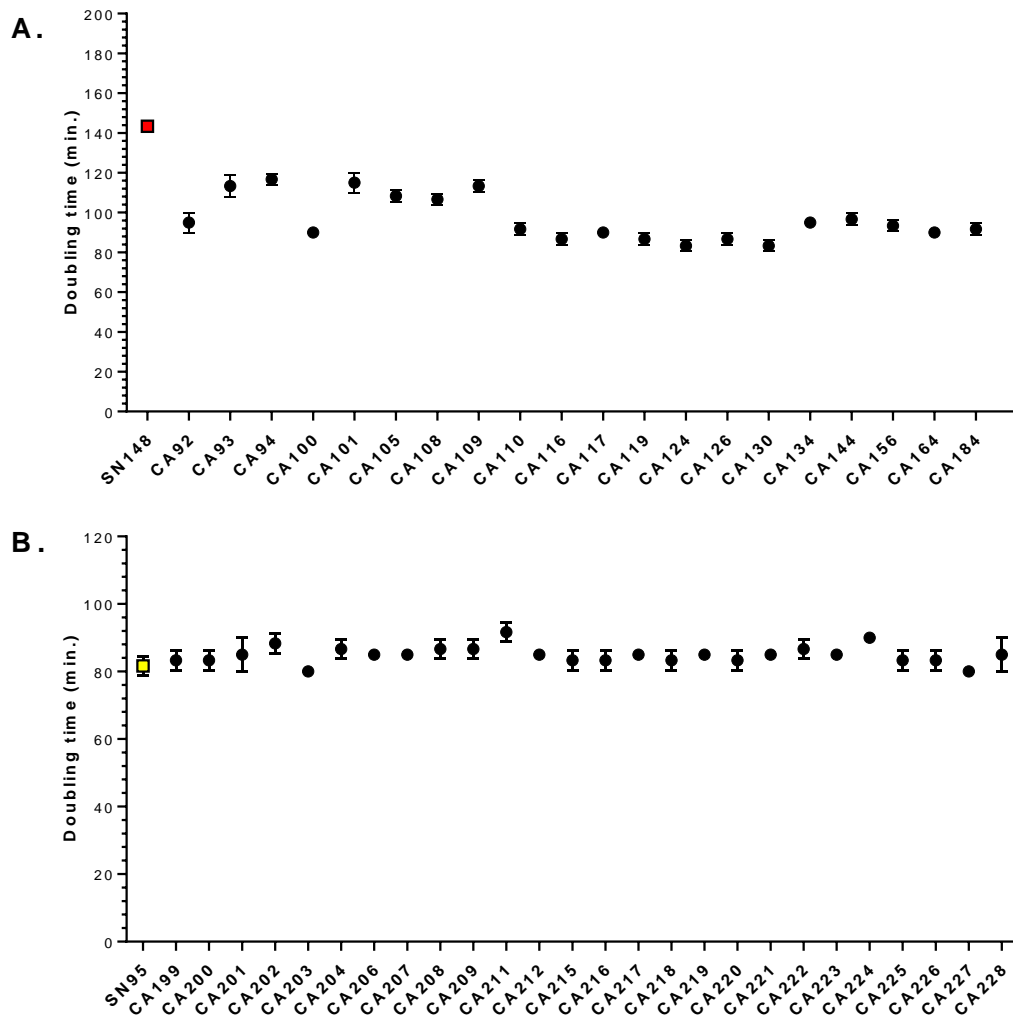 A.
Doubling time (min.)
200
180
160
140
120
100
80
60
40
20
0
SN148
CA92
CA93
CA94
CA100
CA101
CA105
CA108
CA109
CA110
CA116
CA117
CA119
CA124
CA126
CA130
CA134
CA144
CA156
CA164
CA184
B.
Doubling time (min.)
120
100
80
60
40
20
0
SN95
CA199
CA200
CA201
CA202
CA203
CA204
CA206
CA207
CA208
CA209
CA211
CA212
CA215
CA216
CA217
CA218
CA219
CA220
CA221
CA222
CA223
CA224
CA225
CA226
CA227
CA228